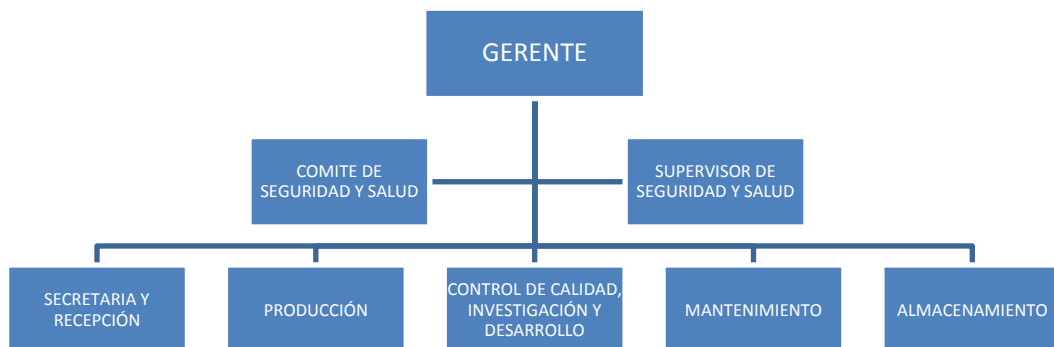 GERENTE
COMITE DE
SEGURIDAD Y SALUD
SUPERVISOR DE
SEGURIDAD Y SALUD
SECRETARIA Y
RECEPCIÓN
PRODUCCIÓN
CONTROL DE CALIDAD,
INVESTIGACIÓN Y
DESARROLLO
MANTENIMIENTO
ALMACENAMIENTO